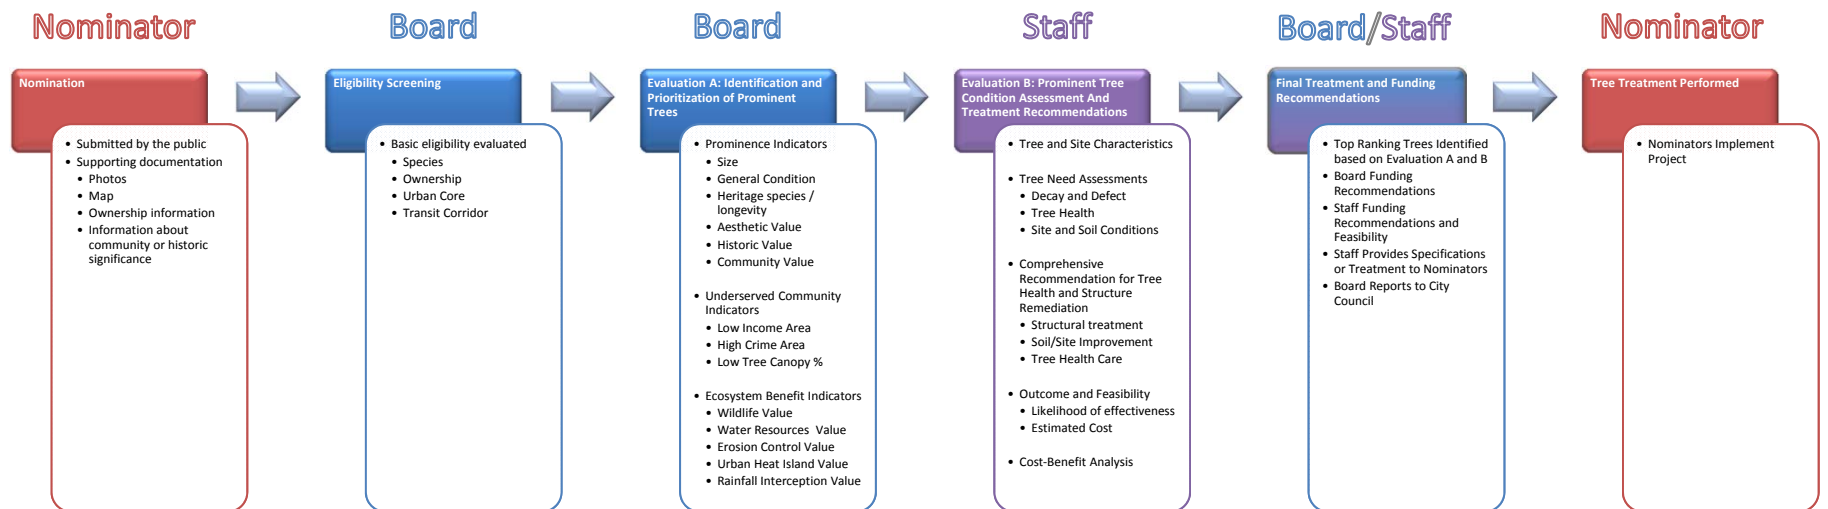 Nominator
Board
Board
Staff
Board/Staff
Nominator
Nomination
• Submitted by the public
• Supporting documentation
• Photos
• Map
• Ownership information
• Information about
community or historic
significance
Eligibility Screening
• Basic eligibility evaluated
• Species
• Ownership
• Urban Core
• Transit Corridor
Evaluation A: Identification and
Prioritization of Prominent
Trees
• Prominence Indicators
• Size
• General Condition
• Heritage species /
longevity
• Aesthetic Value
• Historic Value
• Community Value
• Underserved Community
Indicators
• Low Income Area
• High Crime Area
• Low Tree Canopy %
• Ecosystem Benefit Indicators
• Wildlife Value
• Water Resources Value
• Erosion Control Value
• Urban Heat Island Value
• Rainfall Interception Value
Evaluation B: Prominent Tree
Condition Assessment And
Treatment Recommendations
• Tree and Site Characteristics
• Tree Need Assessments
• Decay and Defect
• Tree Health
• Site and Soil Conditions
• Comprehensive
Recommendation for Tree
Health and Structure
Remediation
• Structural treatment
• Soil/Site Improvement
• Tree Health Care
• Outcome and Feasibility
• Likelihood of effectiveness
• Estimated Cost
• Cost-Benefit Analysis
Final Treatment and Funding
Recommendations
• Top Ranking Trees Identified
based on Evaluation A and B
• Board Funding
Recommendations
• Staff Funding
Recommendations and
Feasibility
• Staff Provides Specifications
or Treatment to Nominators
• Board Reports to City
Council
Tree Treatment Performed
• Nominators Implement
Project